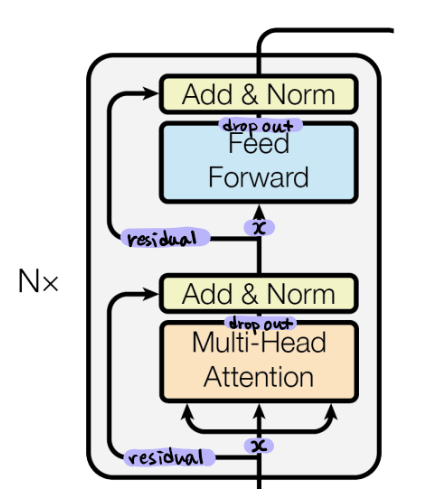 Add & Norm
drop out
Feed
Forward
x
residual
Nx
Add & Norm
drop out
Multi-Head
Attention
x
residual